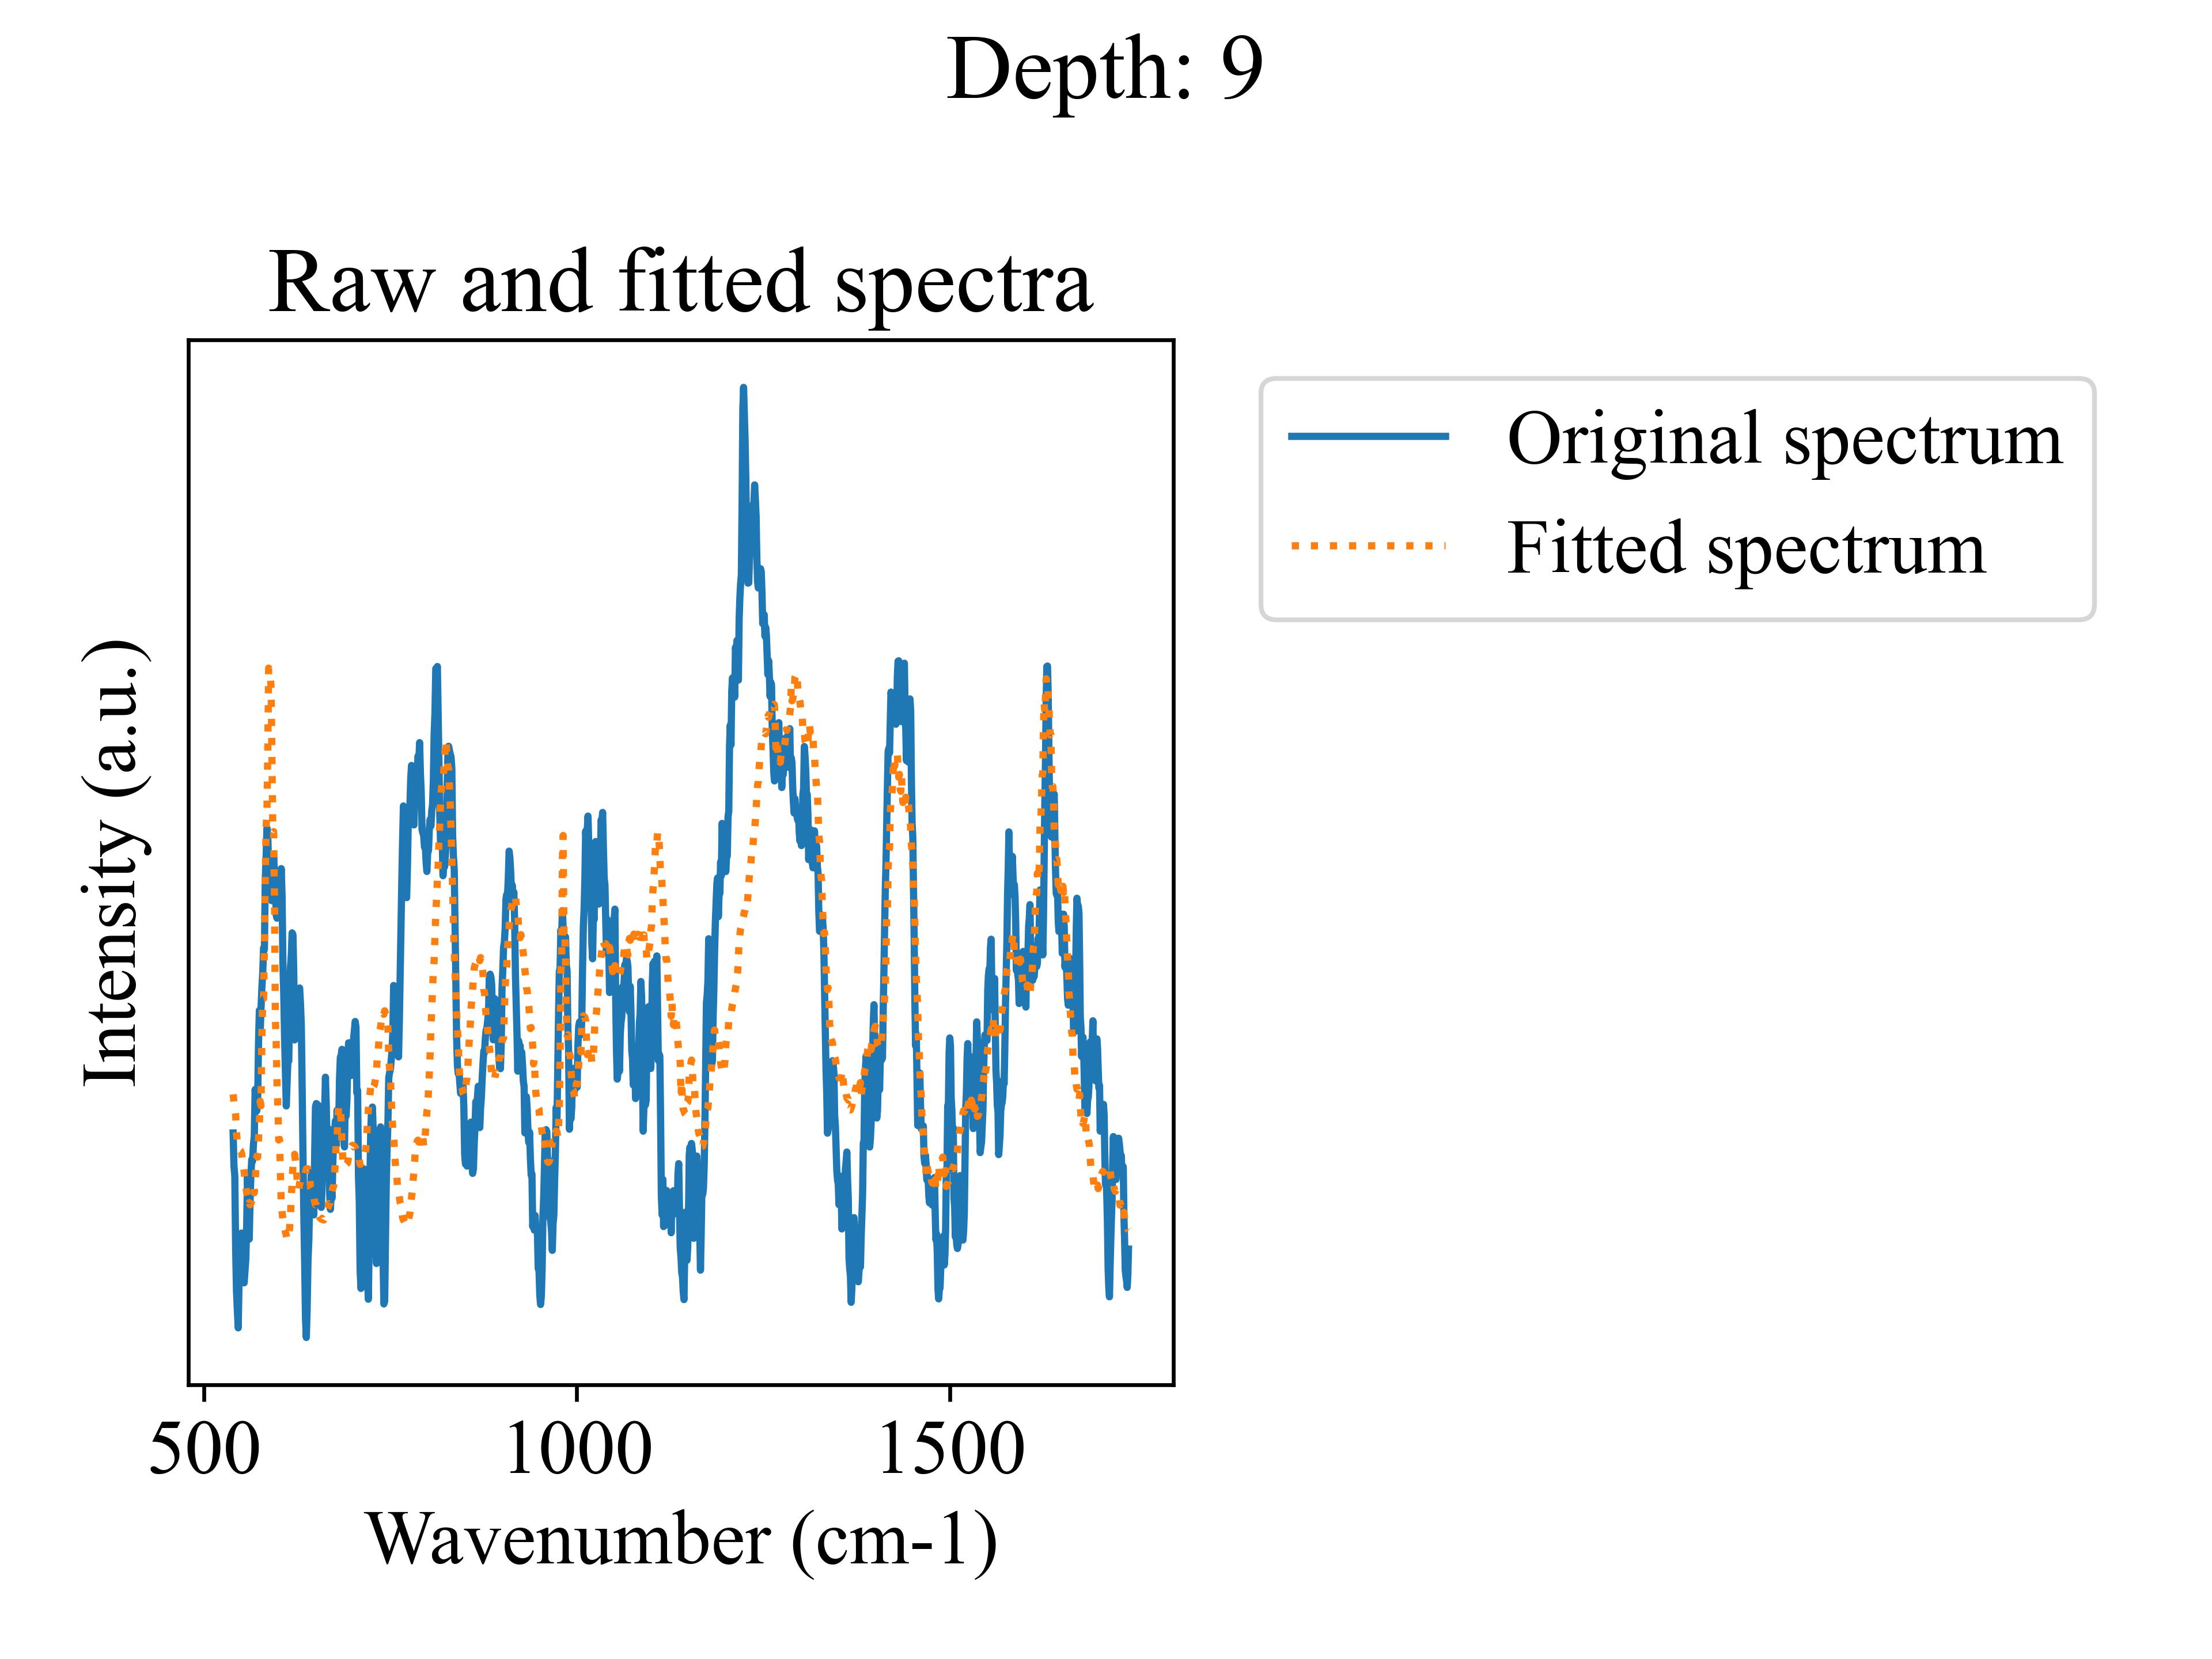 Depth: 9
Raw and fitted spectra
Original spectrum
Fitted spectrum
Intensity (a.u.)
500
1000
1500
Wavenumber (cm-1)